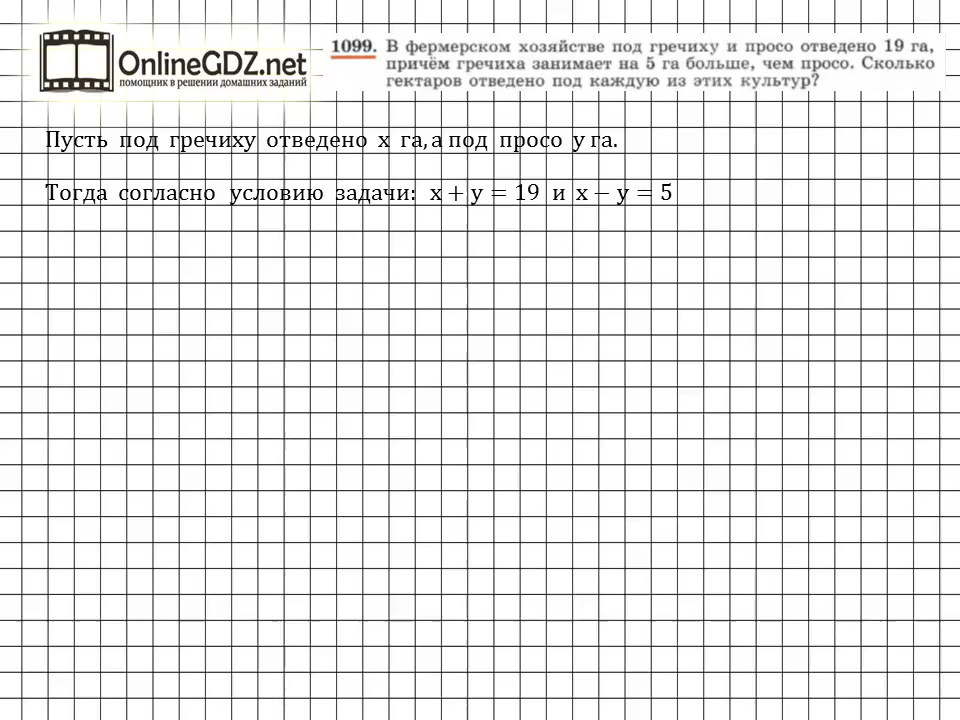 OnlineGDZ.net
помощник в решении домашних заданий
1099. В фермерском хозяйстве под гречиху и просо отведено 19 га,
причём гречиха занимает на 5 га больше, чем просо. Сколько
гектаров отведено под каждую из этих культур?
Пусть под гречиху отведено x га, а под просо y га.
Тогда согласно условию задачи: x + y = 19 и x − y = 5